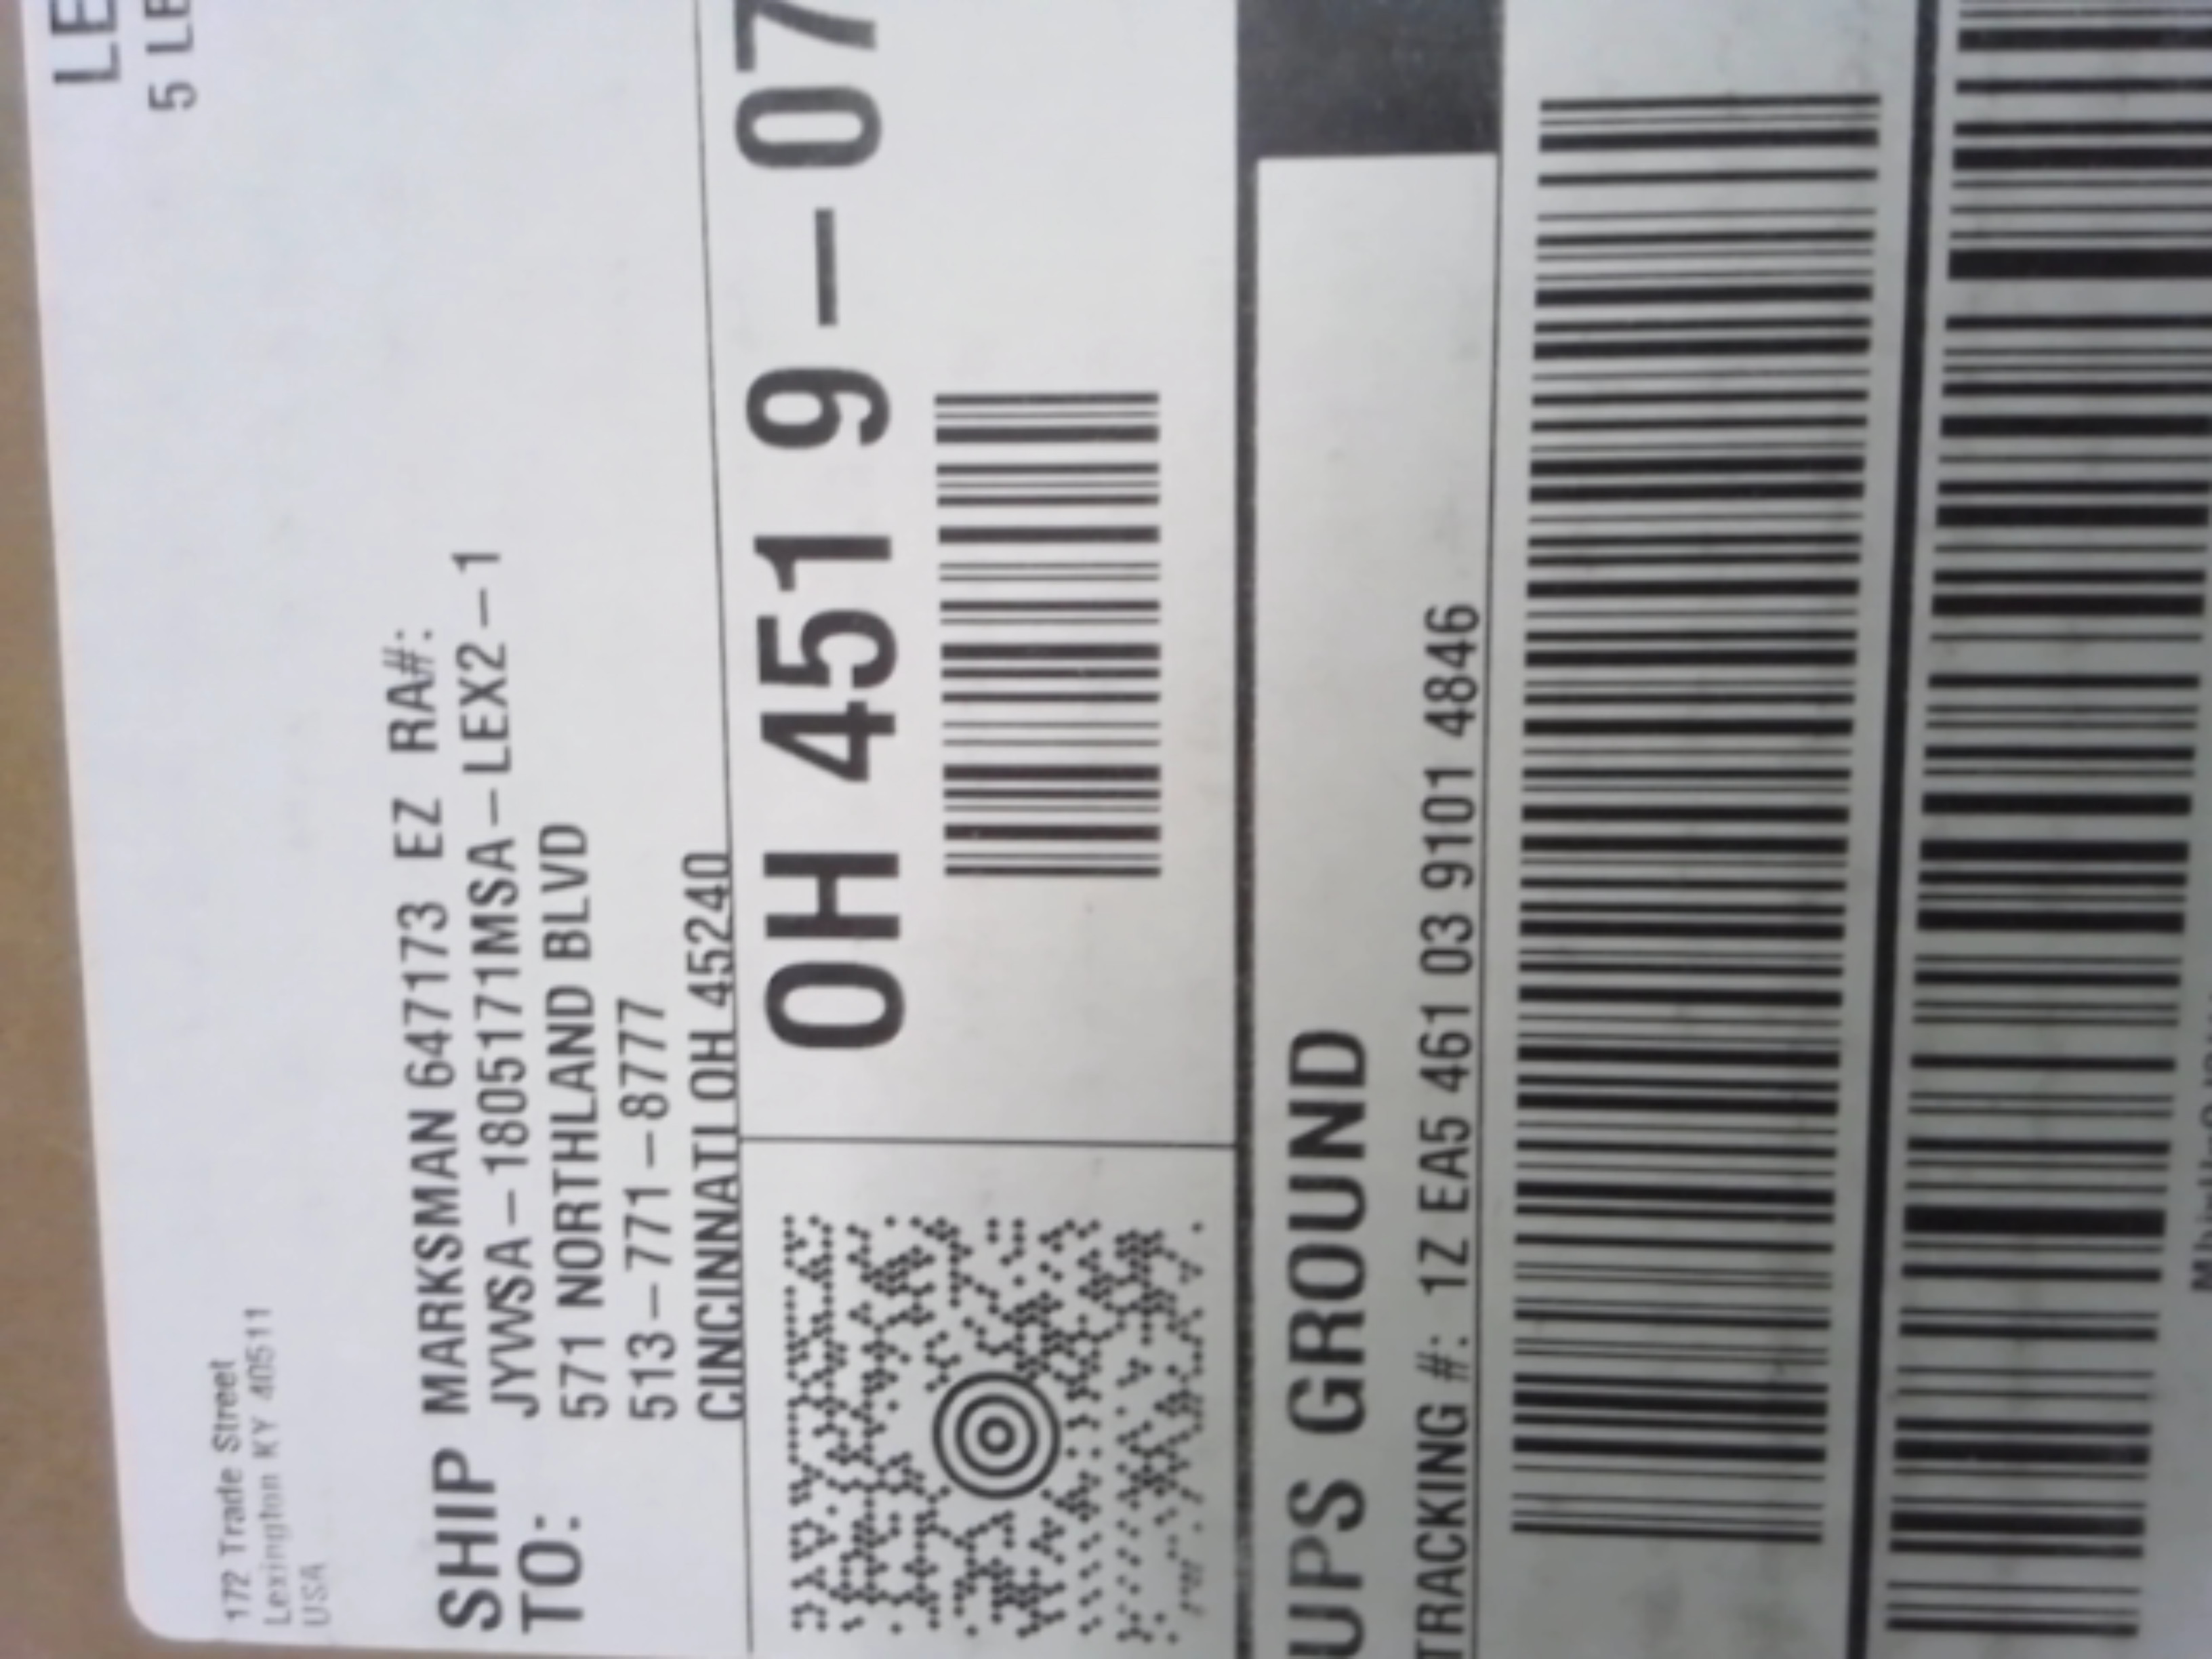 LE
5 LE
172 Trade Street
Lexington KY 40511
USA
SHIP TO:
MARKSMAN 647173 EZ RA#:
JYWSA-1805171MSA-LEX2-1
571 NORTHLAND BLVD
513-771-8777
CINCINNATI OH 45240
OH 451 9-07
UPS GROUND
TRACKING #: 1Z EA5 461 03 9101 4846